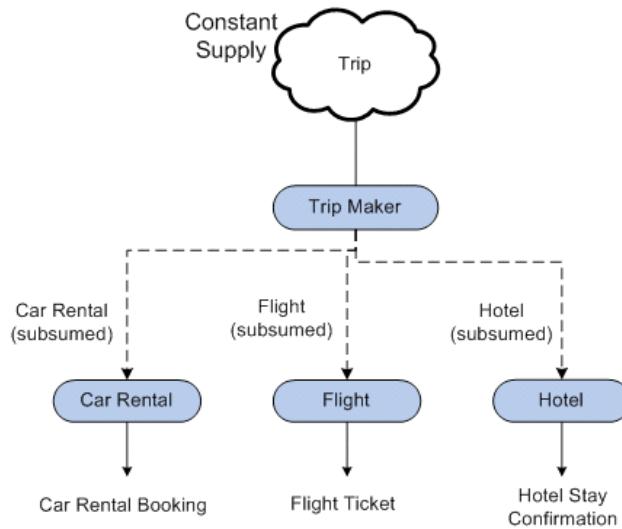 Constant
Supply
Trip
Trip Maker
Car Rental
(subsumed)
Flight
(subsumed)
Hotel
(subsumed)
Car Rental
Flight
Hotel
Car Rental Booking
Flight Ticket
Hotel Stay
Confirmation